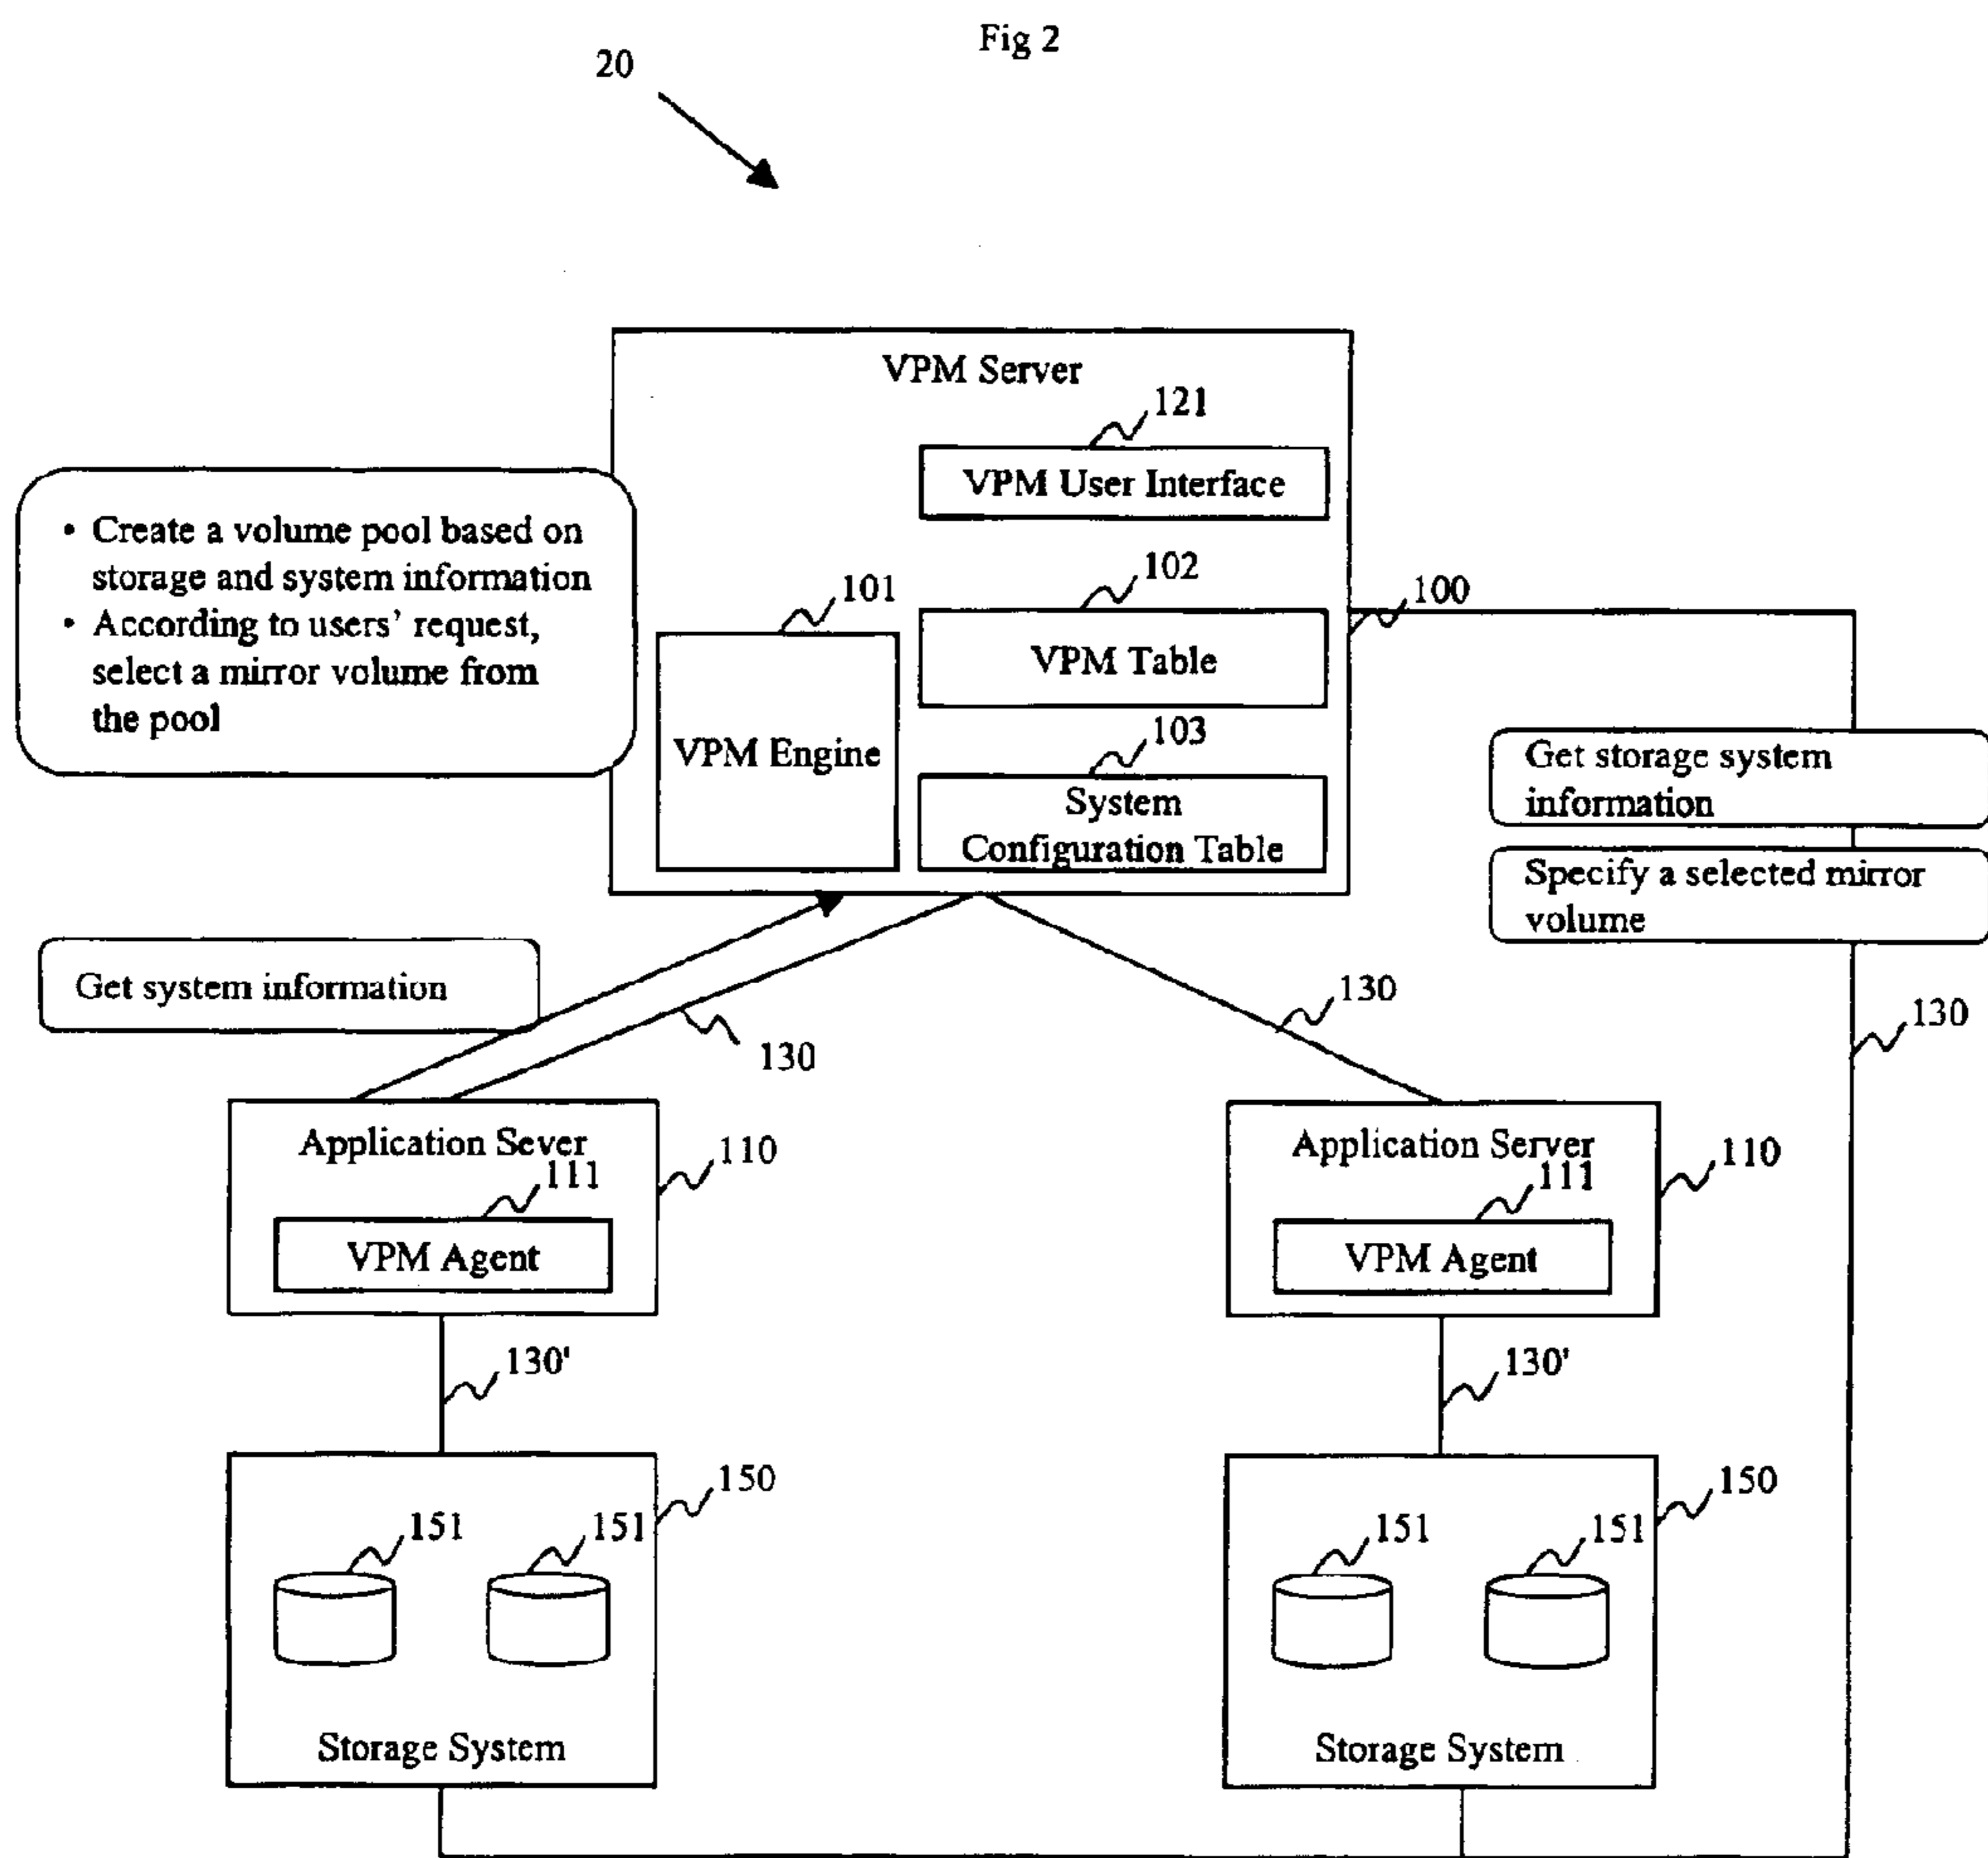 Fig 2
20
VPM Server
121
VPM User Interface
• Create a volume pool based on
storage and system information
• According to users' request,
select a mirror volume from
the pool
101
102
100
VPM Table
VPM Engine
103
System
Configuration Table
Get storage system
information
Specify a selected mirror
volume
Get system information
130
130
130
Application Sever
110
111
VPM Agent
Application Server
110
111
VPM Agent
130'
130'
150
151
151
Storage System
150
151
151
Storage System